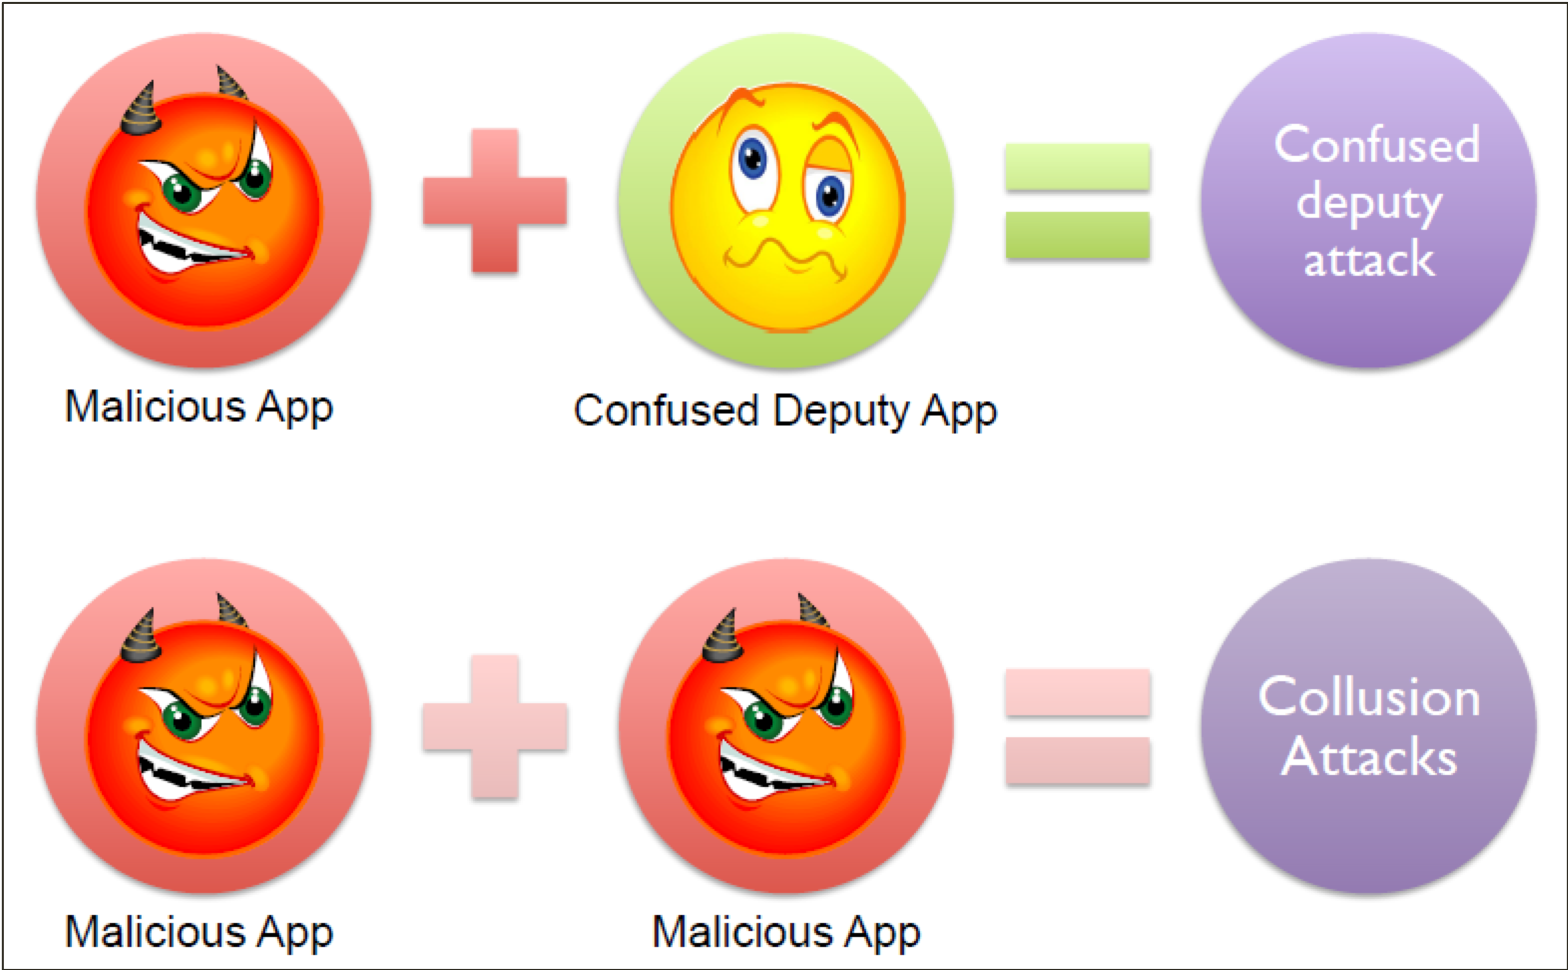 Confused
deputy
attack
Malicious App
Confused Deputy App
Collusion
Attacks
Malicious App
Malicious App